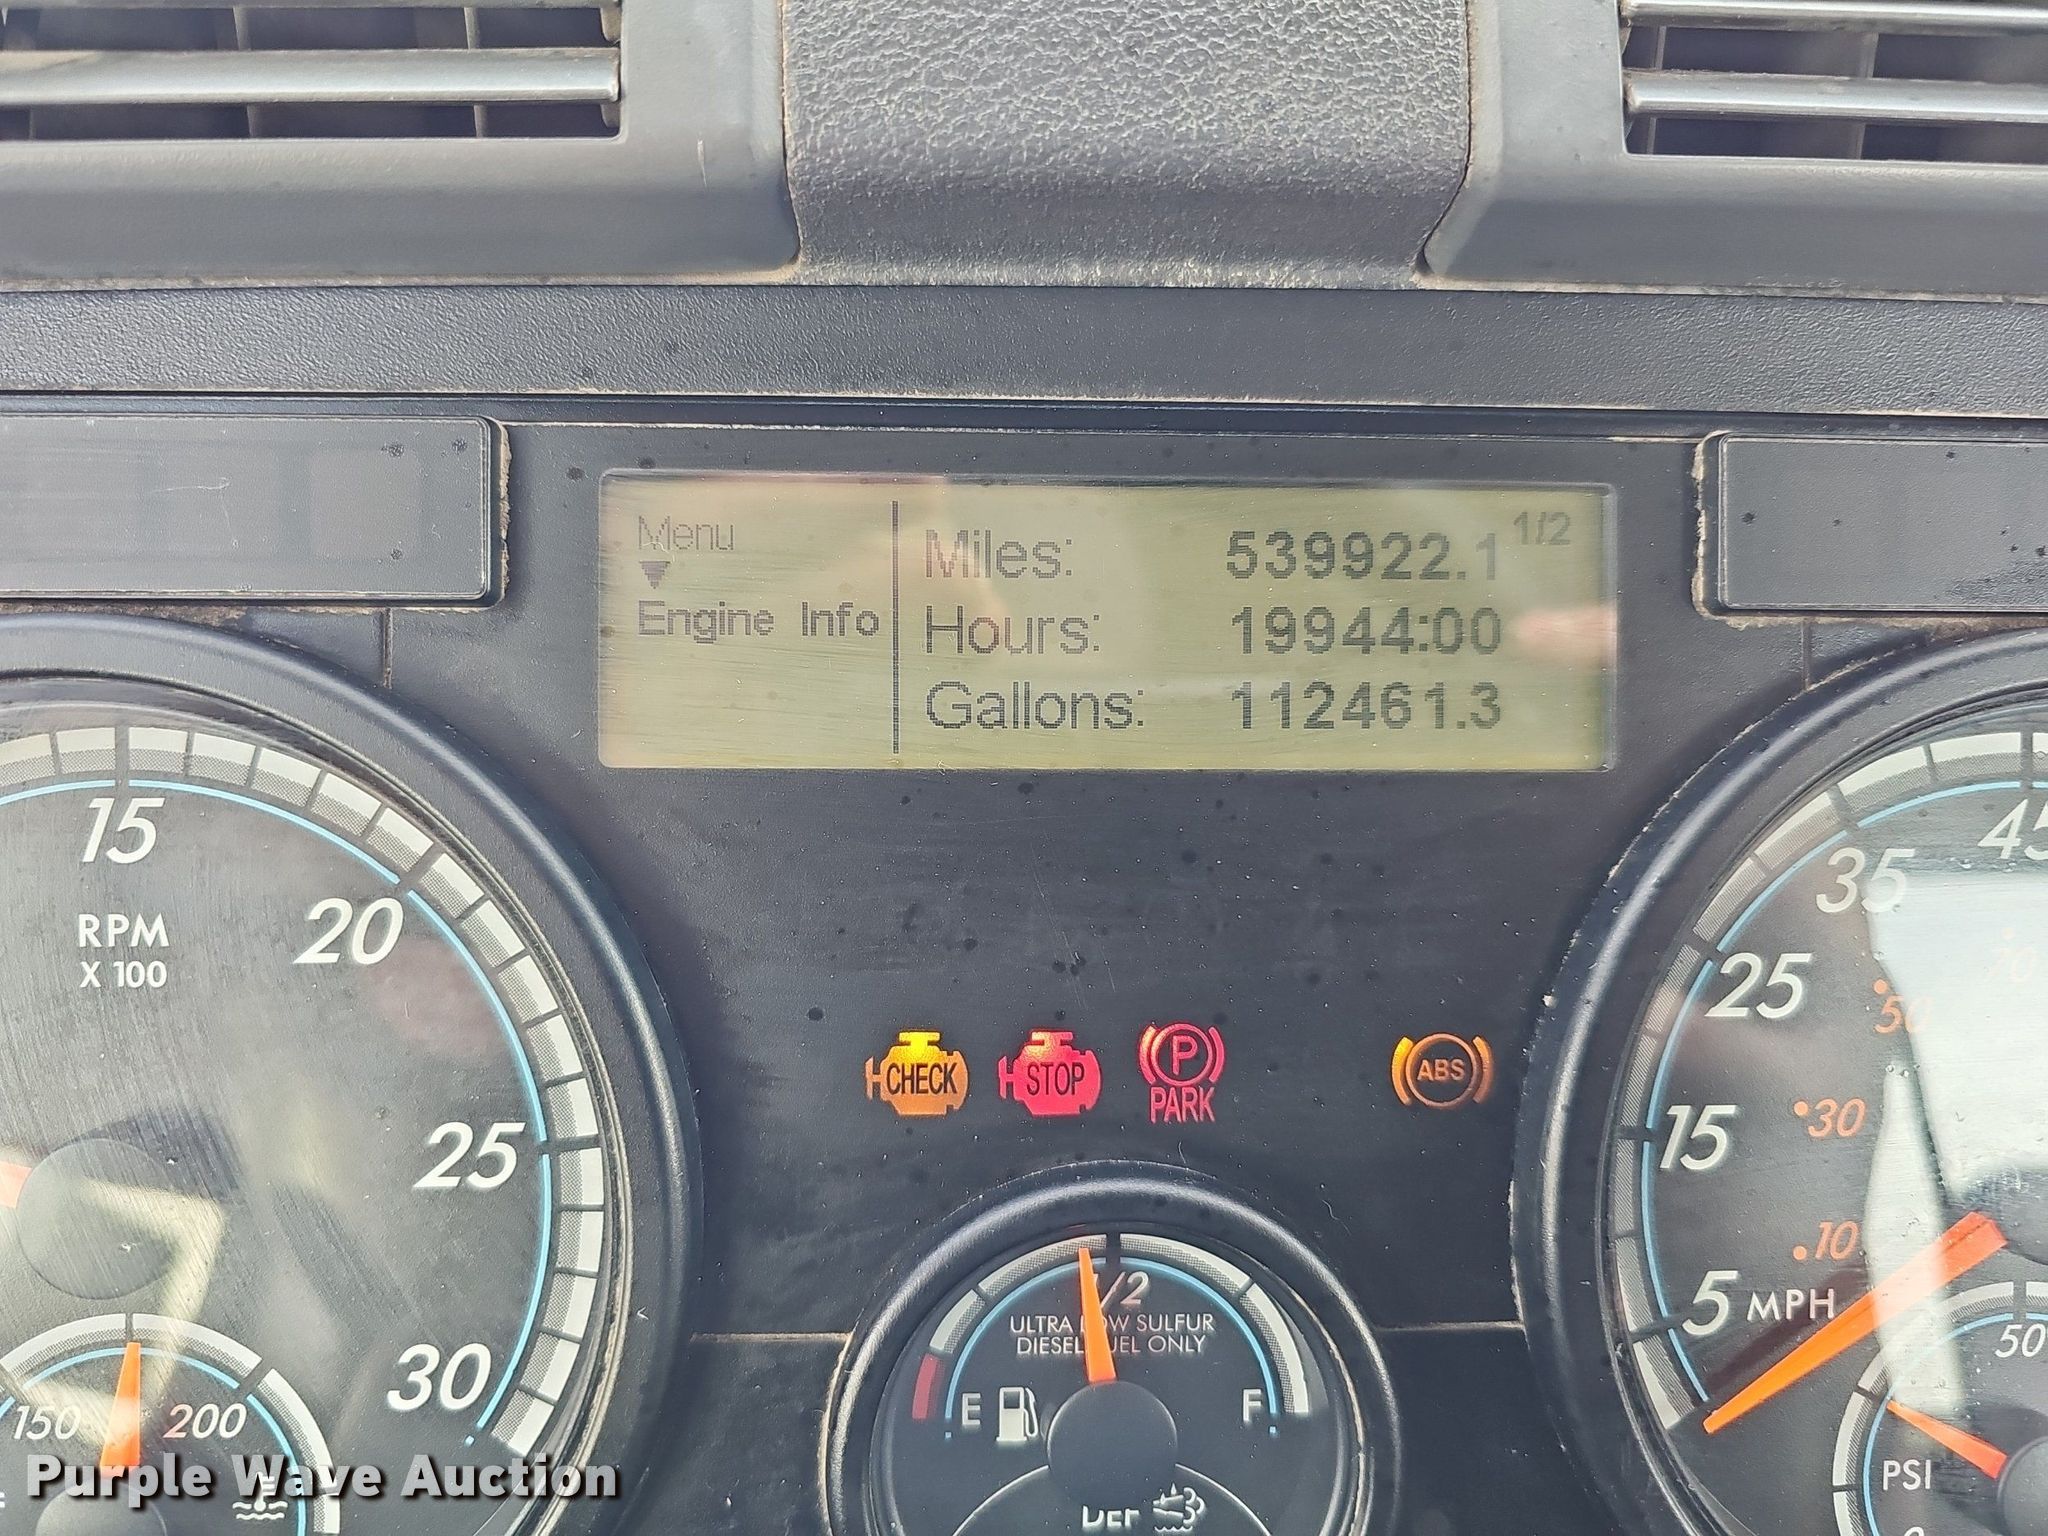 Menu
Engine Info
1/2
Miles: 539922.1
Hours: 19944:00
Gallons: 112461.3
15
20
25
30
RPM
X 100
CHECK
STOP
P
PARK
ABS
45
35
25
15
5 MPH
50
30
10
1/2
ULTRA LOW SULFUR
DIESEL FUEL ONLY
E
F
DEF
150
200
50
PSI
Purple Wave Auction